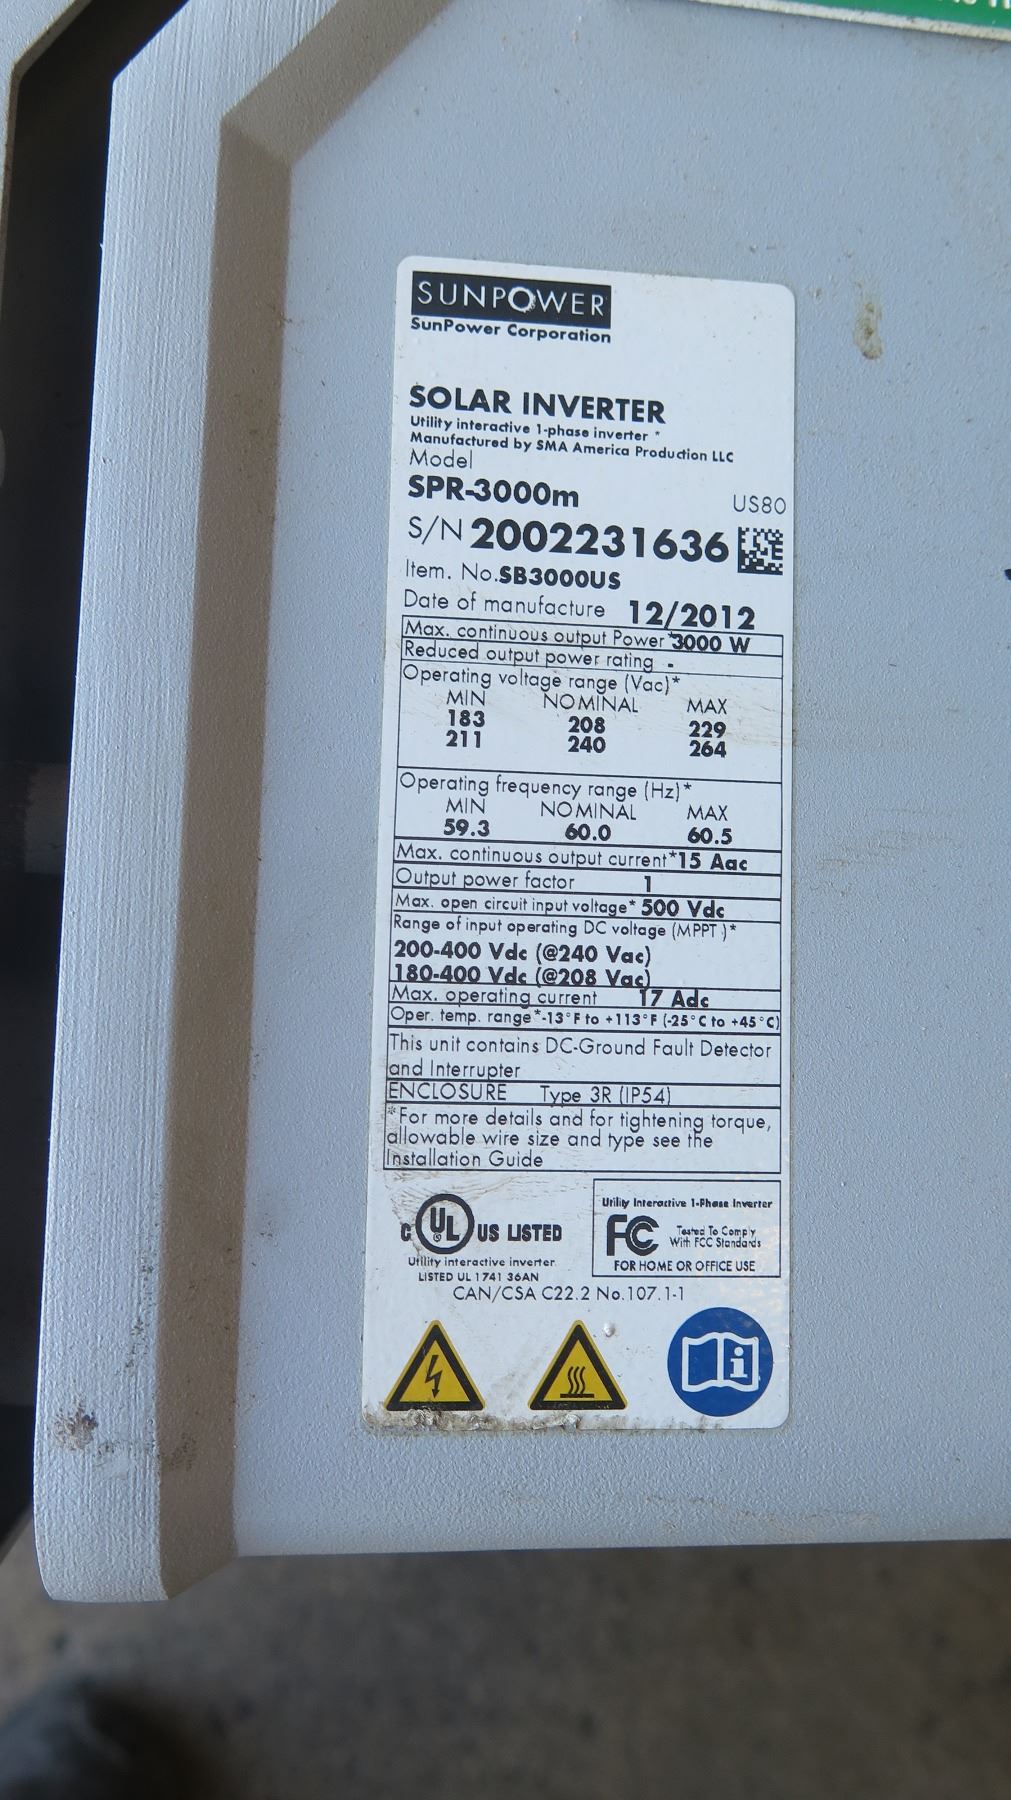 SUNPOWER
SunPower Corporation
SOLAR INVERTER
Utility interactive 1-phase inverter *
Manufactured by SMA America Production LLC
Model
SPR-3000m US80
S/N 2002231636
Item. No.SB3000US
Date of manufacture 12/2012
Max. continuous output Power*3000 W
Reduced output power rating -
Operating voltage range (Vac)*
MIN NOMINAL MAX
183 208 229
211 240 264
Operating frequency range (Hz)*
MIN NOMINAL MAX
59.3 60.0 60.5
Max. continuous output current*15 Aac
Output power factor 1
Max. open circuit input voltage* 500 Vdc
Range of input operating DC voltage (MPPT )*
200-400 Vdc (@240 Vac)
180-400 Vdc (@208 Vac)
Max. operating current 17 Adc
Oper. temp. range*-13°F to +113°F (-25°C to +45°C)
This unit contains DC-Ground Fault Detector
and Interrupter
ENCLOSURE Type 3R (IP54)
*For more details and for tightening torque,
allowable wire size and type see the
Installation Guide
C UL US LISTED
Utility interactive inverter
LISTED UL 1741 36AN
Utility Interactive 1-Phase Inverter
FC Tested To Comply
With FCC Standards
FOR HOME OR OFFICE USE
CAN/CSA C22.2 No.107.1-1
i